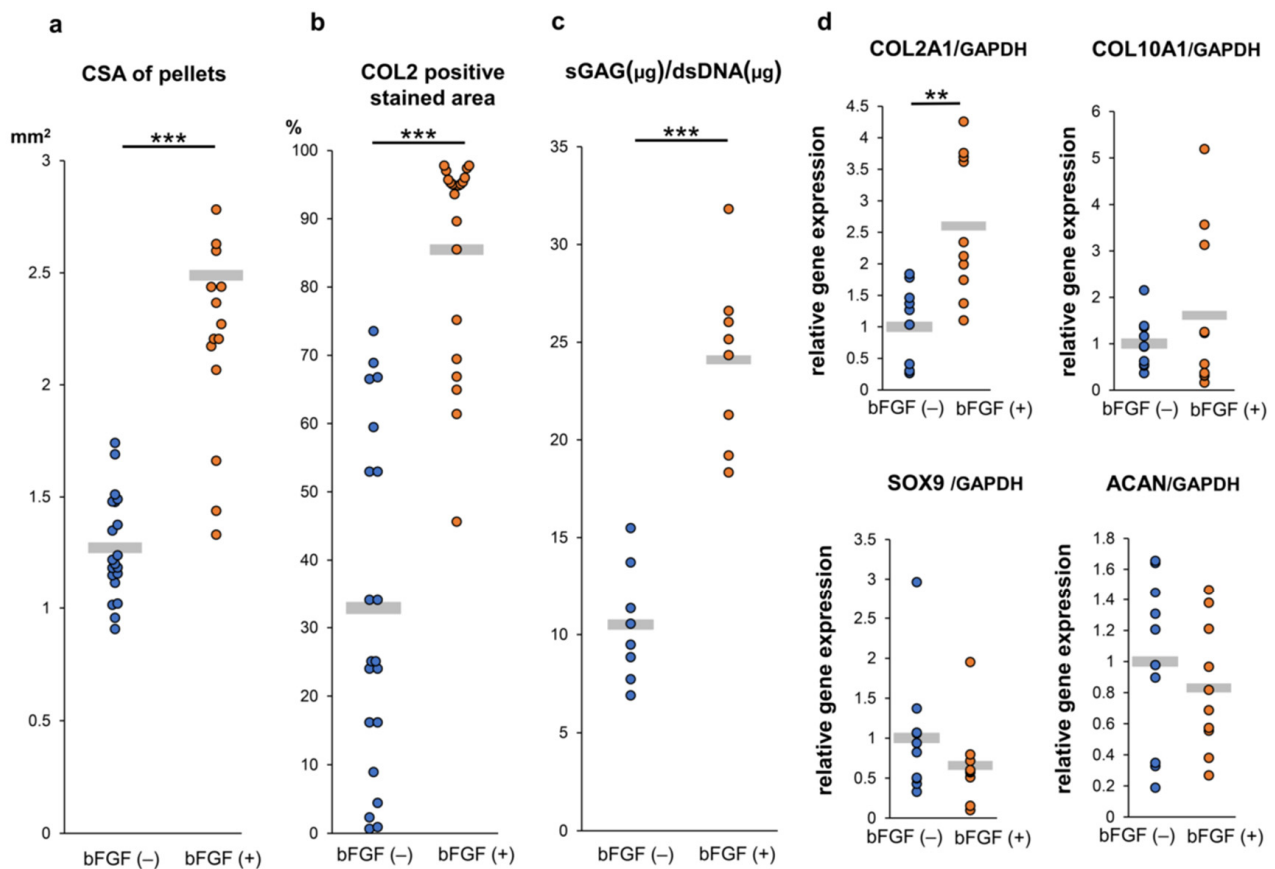 a
CSA of pellets
mm²
***
3
2.5
2
1.5
1
0.5
0
bFGF (–)
bFGF (+)
b
COL2 positive
stained area
%
***
100
90
80
70
60
50
40
30
20
10
0
bFGF (–)
bFGF (+)
c
sGAG(μg)/dsDNA(μg)
***
35
30
25
20
15
10
5
0
bFGF (–)
bFGF (+)
d
COL2A1/GAPDH
**
relative gene expression
4.5
4
3.5
3
2.5
2
1.5
1
0.5
0
bFGF (–)
bFGF (+)
COL10A1/GAPDH
relative gene expression
6
5
4
3
2
1
0
bFGF (–)
bFGF (+)
SOX9 /GAPDH
relative gene expression
3.5
3
2.5
2
1.5
1
0.5
0
bFGF (–)
bFGF (+)
ACAN/GAPDH
relative gene expression
1.8
1.6
1.4
1.2
1
0.8
0.6
0.4
0.2
0
bFGF (–)
bFGF (+)